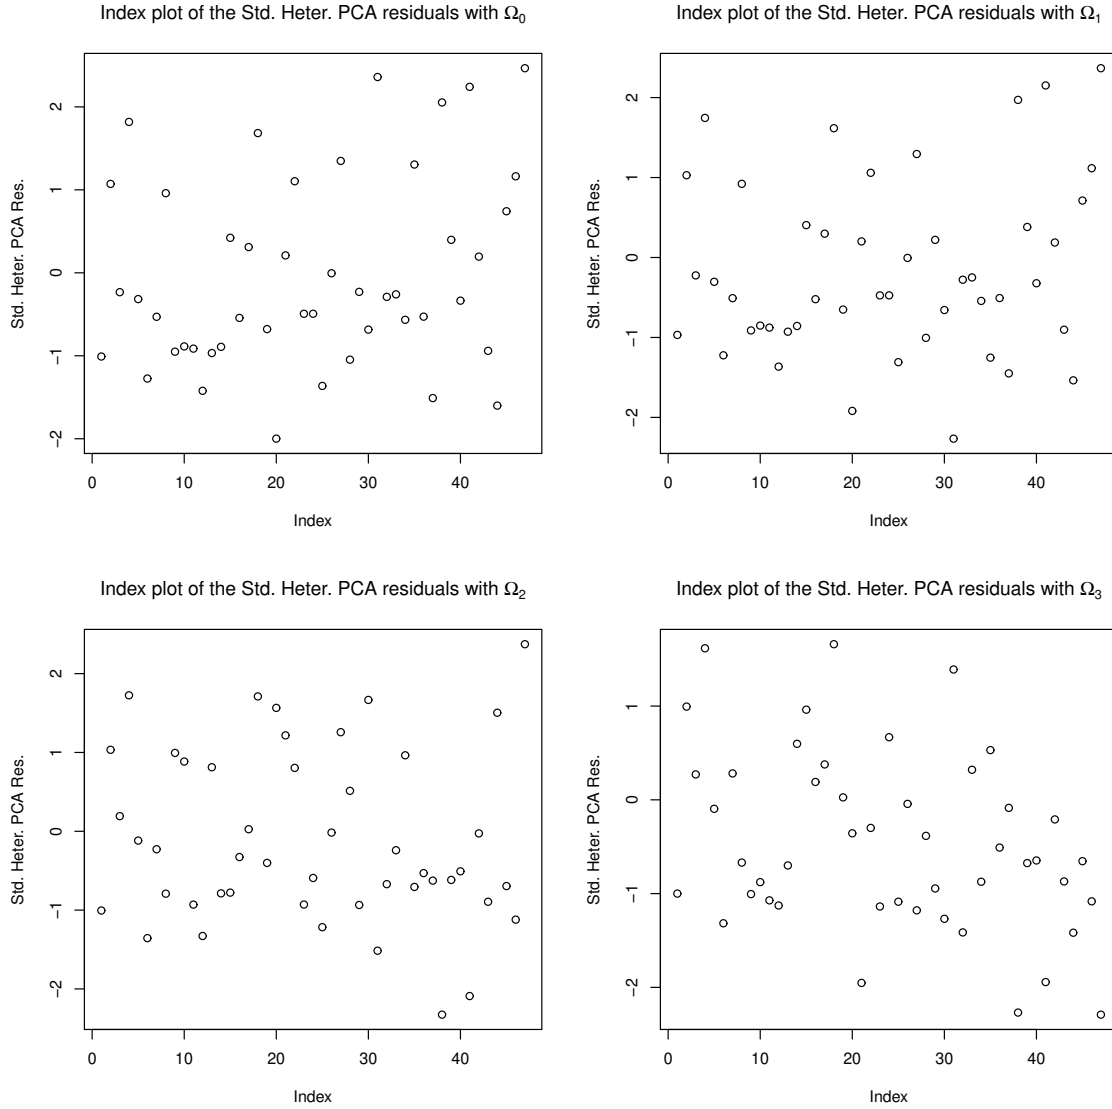 Index plot of the Std. Heter. PCA residuals with Ω₀
Std. Heter. PCA Res.
2
1
0
−1
−2
0 10 20 30 40
Index
Index plot of the Std. Heter. PCA residuals with Ω₁
Std. Heter. PCA Res.
2
1
0
−1
−2
0 10 20 30 40
Index
Index plot of the Std. Heter. PCA residuals with Ω₂
Std. Heter. PCA Res.
2
1
0
−1
−2
0 10 20 30 40
Index
Index plot of the Std. Heter. PCA residuals with Ω₃
Std. Heter. PCA Res.
1
0
−1
−2
0 10 20 30 40
Index